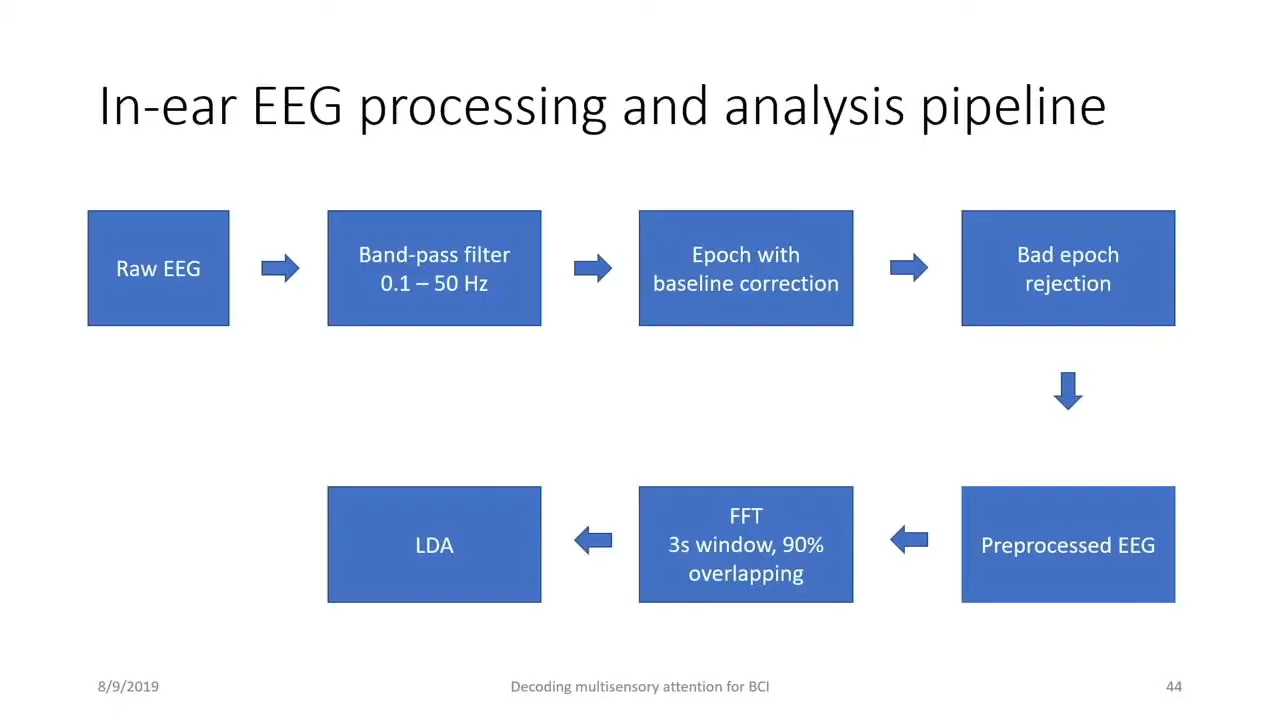 In-ear EEG processing and analysis pipeline
Raw EEG
Band-pass filter
0.1 – 50 Hz
Epoch with
baseline correction
Bad epoch
rejection
Preprocessed EEG
FFT
3s window, 90%
overlapping
LDA
8/9/2019
Decoding multisensory attention for BCI
44